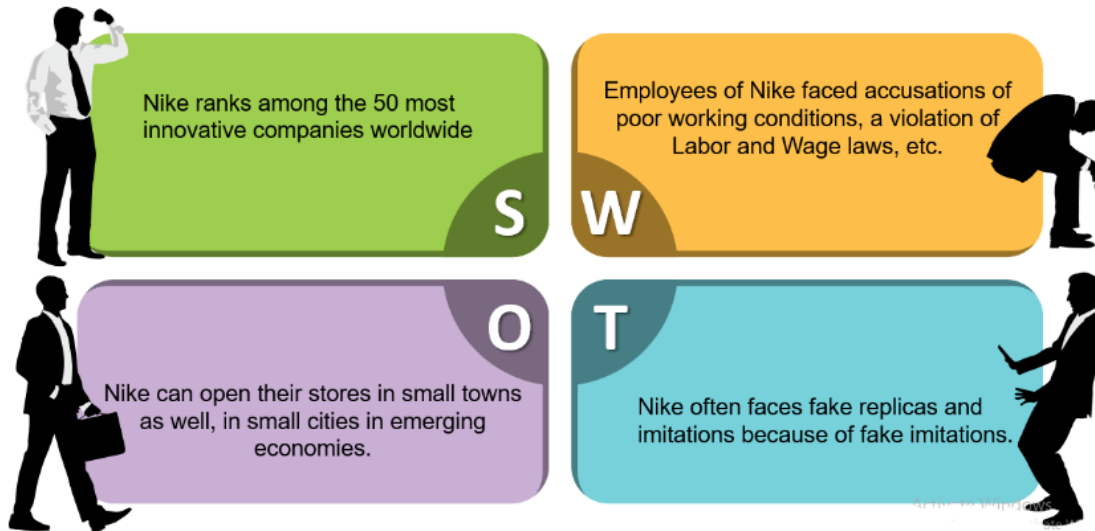 Nike ranks among the 50 most
innovative companies worldwide
S
Employees of Nike faced accusations of
poor working conditions, a violation of
Labor and Wage laws, etc.
W
O
Nike can open their stores in small towns
as well, in small cities in emerging
economies.
T
Nike often faces fake replicas and
imitations because of fake imitations.
Activate Windows